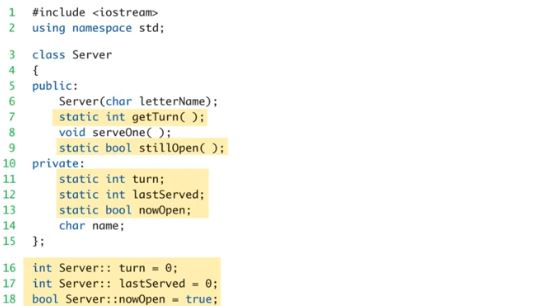 1 #include <iostream>
2 using namespace std;
3 class Server
4 {
5 public:
6 Server(char letterName);
7 static int getTurn( );
8 void serveOne( );
9 static bool stillOpen( );
10 private:
11 static int turn;
12 static int lastServed;
13 static bool nowOpen;
14 char name;
15 };
16 int Server:: turn = 0;
17 int Server:: lastServed = 0;
18 bool Server::nowOpen = true;